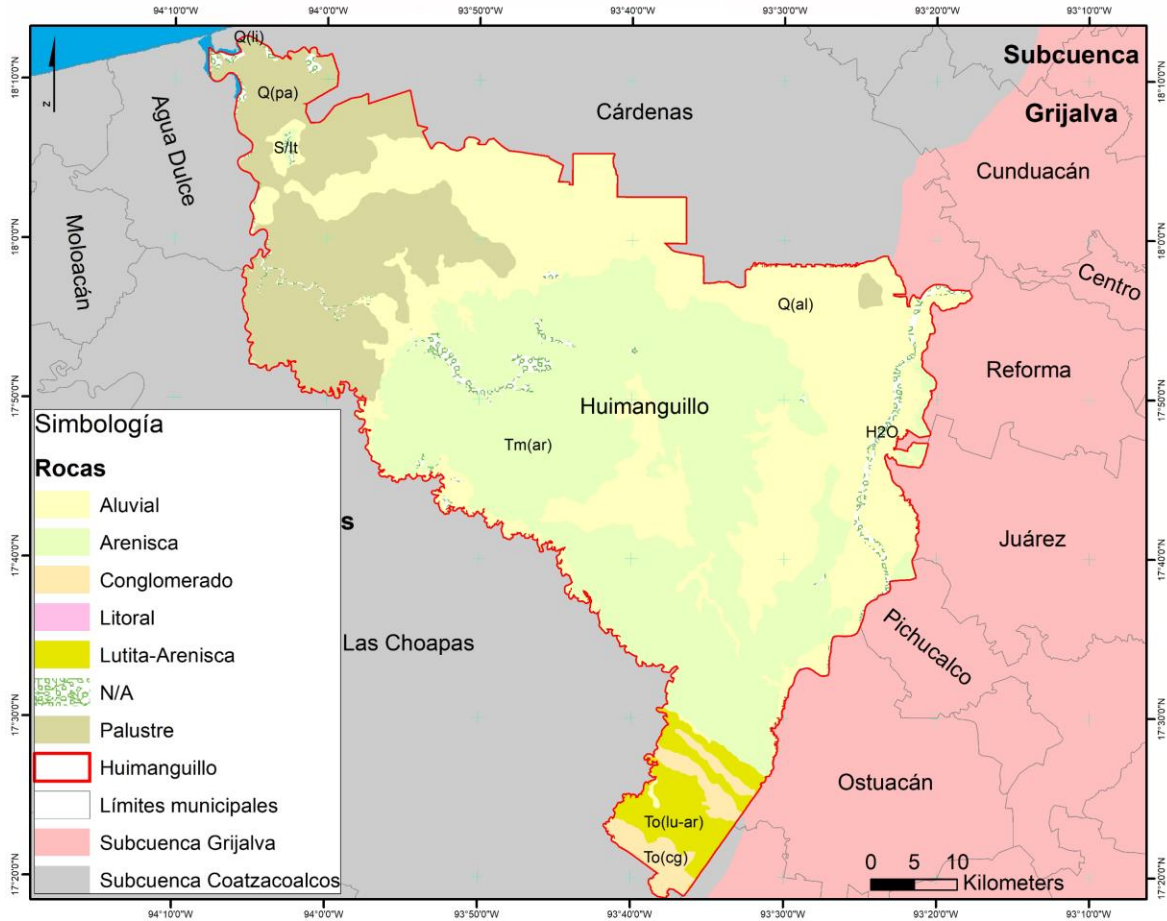 94°10'0"W 94°0'0"W 93°50'0"W 93°40'0"W 93°30'0"W 93°20'0"W 93°10'0"W
18°10'0"N
18°0'0"N
17°50'0"N
17°40'0"N
17°30'0"N
17°20'0"N
18°10'0"N
18°0'0"N
17°50'0"N
17°40'0"N
17°30'0"N
17°20'0"N
z
Q(li)
Q(pa)
S/It
Agua Dulce
Moloacán
Cárdenas
Subcuenca
Grijalva
Cunduacán
Centro
Q(al)
Reforma
Huimanguillo
H2O
Tm(ar)
Juárez
Pichucalco
s
Las Choapas
Ostuacán
To(lu-ar)
To(cg)
Simbología
Rocas
Aluvial
Arenisca
Conglomerado
Litoral
Lutita-Arenisca
N/A
Palustre
Huimanguillo
Límites municipales
Subcuenca Grijalva
Subcuenca Coatzacoalcos
0 5 10
Kilometers
94°10'0"W 94°0'0"W 93°50'0"W 93°40'0"W 93°30'0"W 93°20'0"W 93°10'0"W